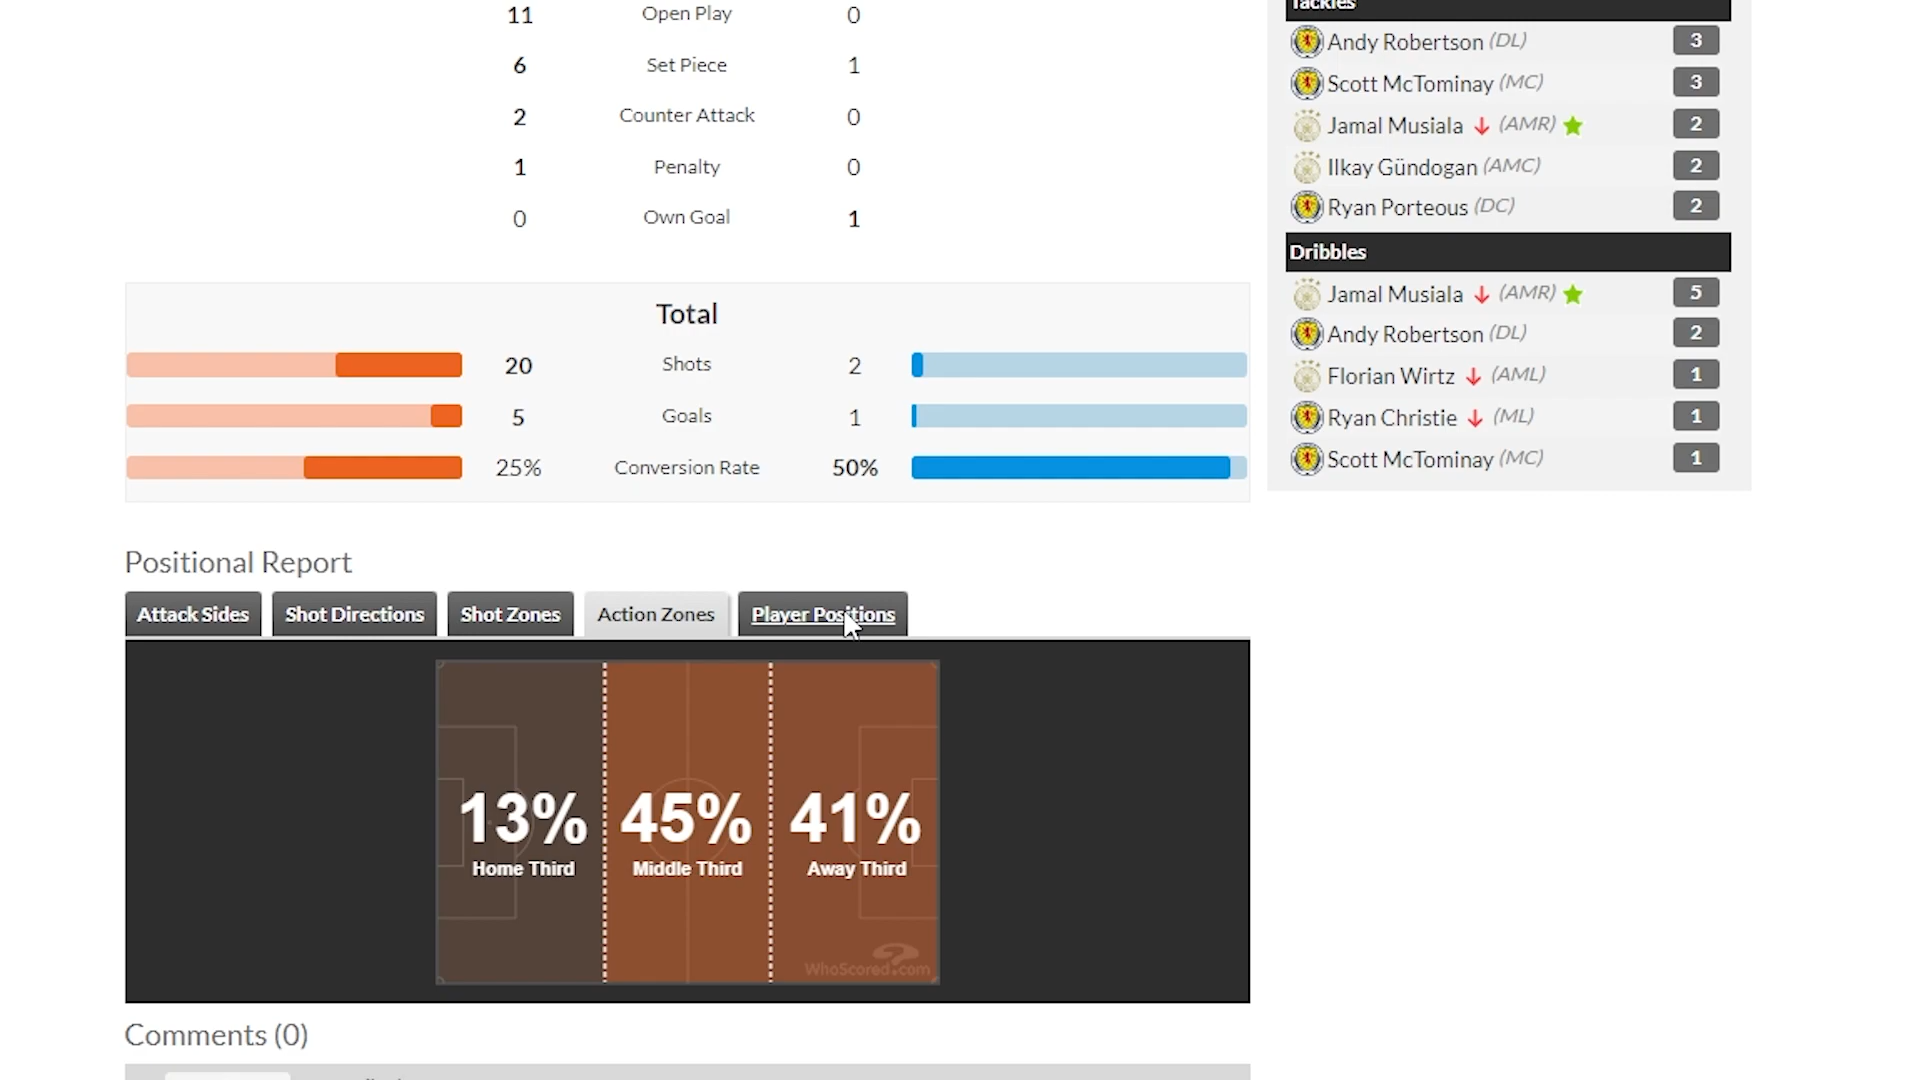 11 Open Play 0
6 Set Piece 1
2 Counter Attack 0
1 Penalty 0
0 Own Goal 1
Total
20 Shots 2
5 Goals 1
25% Conversion Rate 50%
Positional Report
Attack Sides Shot Directions Shot Zones Action Zones Player Positions
13% 45% 41%
Home Third Middle Third Away Third
WhoScored.com
Comments (0)
Tackles
Andy Robertson (DL) 3
Scott McTominay (MC) 3
Jamal Musiala (AMR) 2
Ilkay Gündogan (AMC) 2
Ryan Porteous (DC) 2
Dribbles
Jamal Musiala (AMR) 5
Andy Robertson (DL) 2
Florian Wirtz (AML) 1
Ryan Christie (ML) 1
Scott McTominay (MC) 1